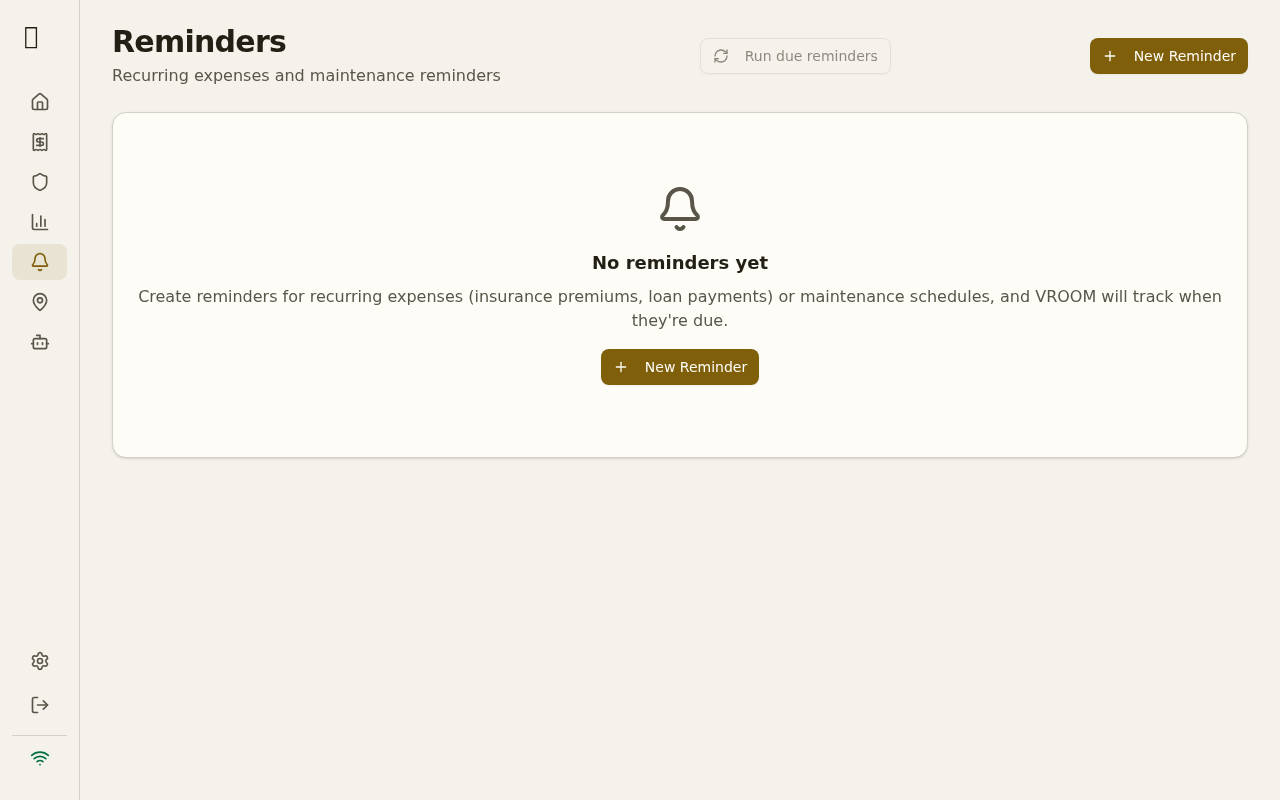 Reminders
Recurring expenses and maintenance reminders
Run due reminders
New Reminder
No reminders yet
Create reminders for recurring expenses (insurance premiums, loan payments) or maintenance schedules, and VROOM will track when
they're due.
New Reminder